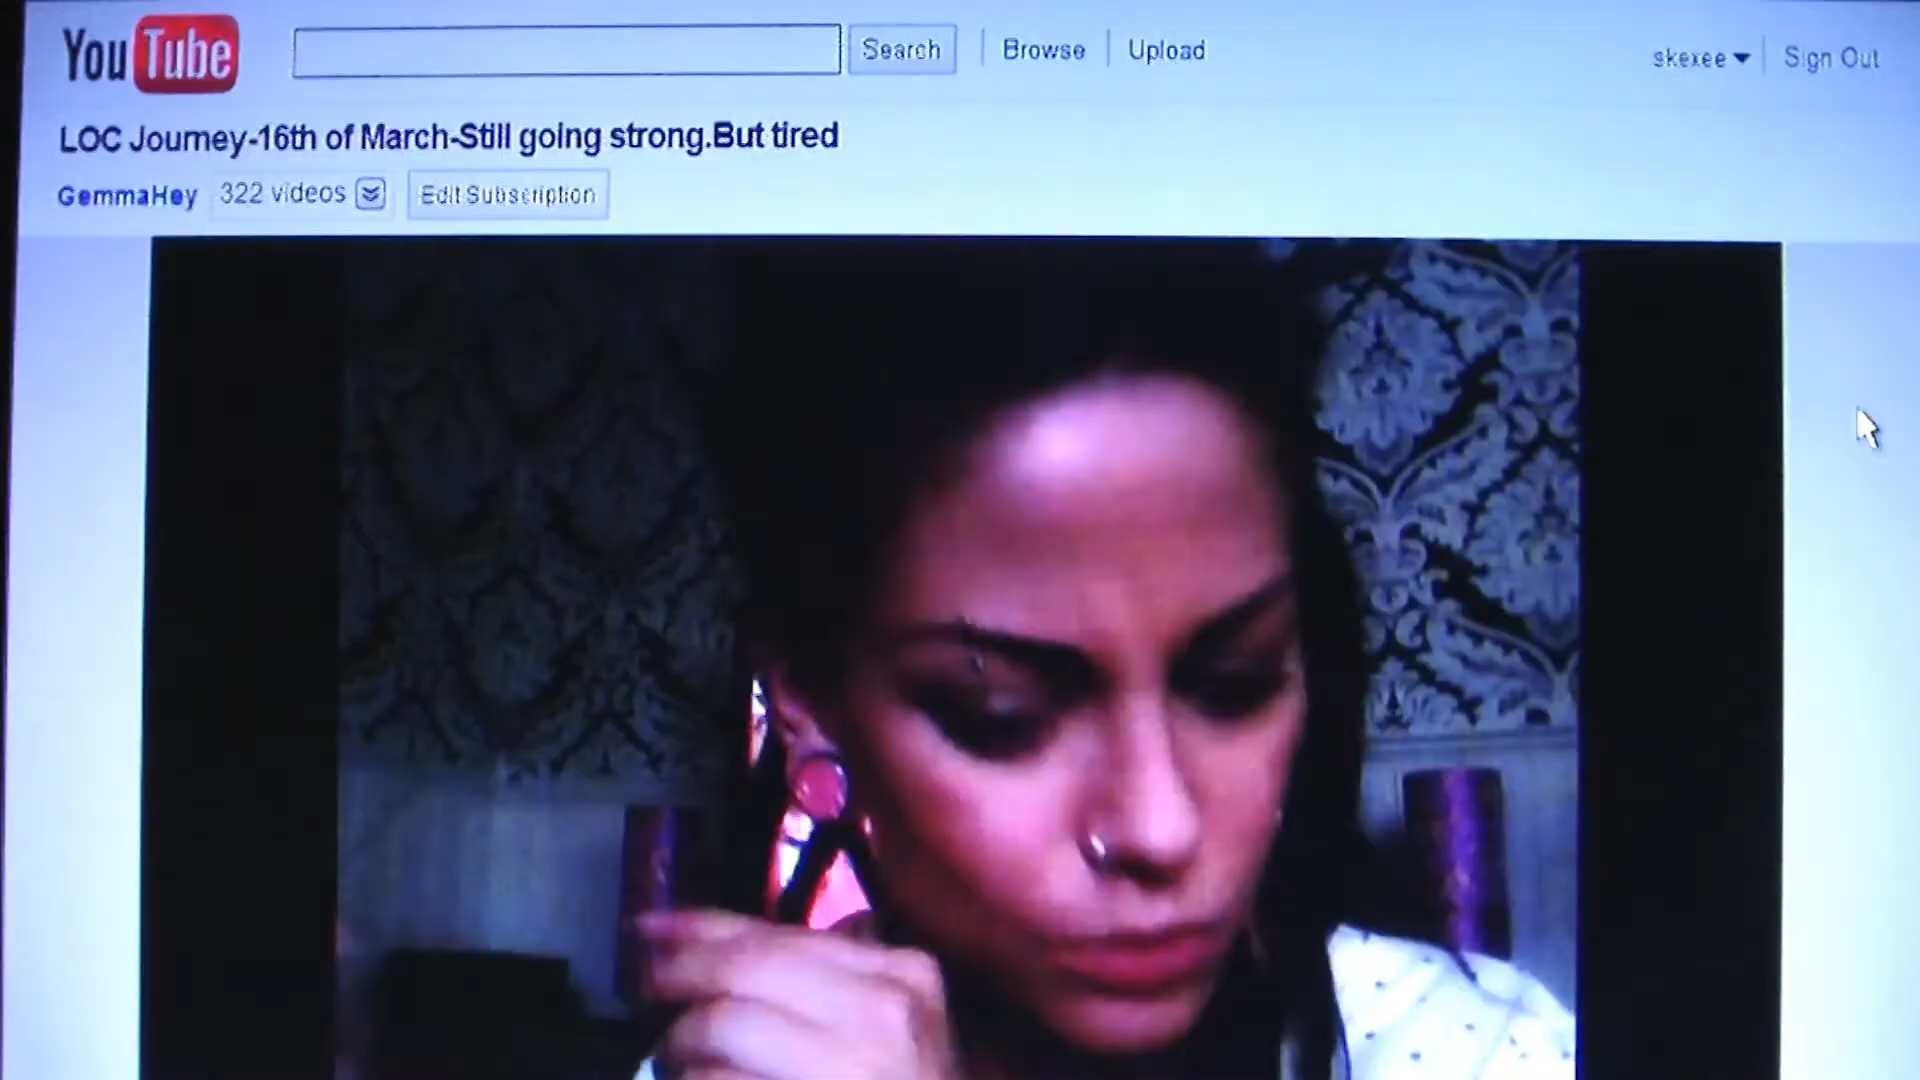 YouTube
Search
Browse
Upload
skexee
Sign Out
LOC Journey-16th of March-Still going strong.But tired
GemmaHey
322 videos
Edit Subscription